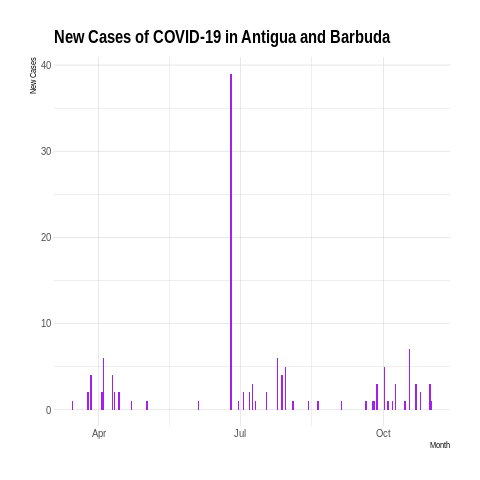 New Cases of COVID-19 in Antigua and Barbuda
New Cases
40
30
20
10
0
Apr
Jul
Oct
Month